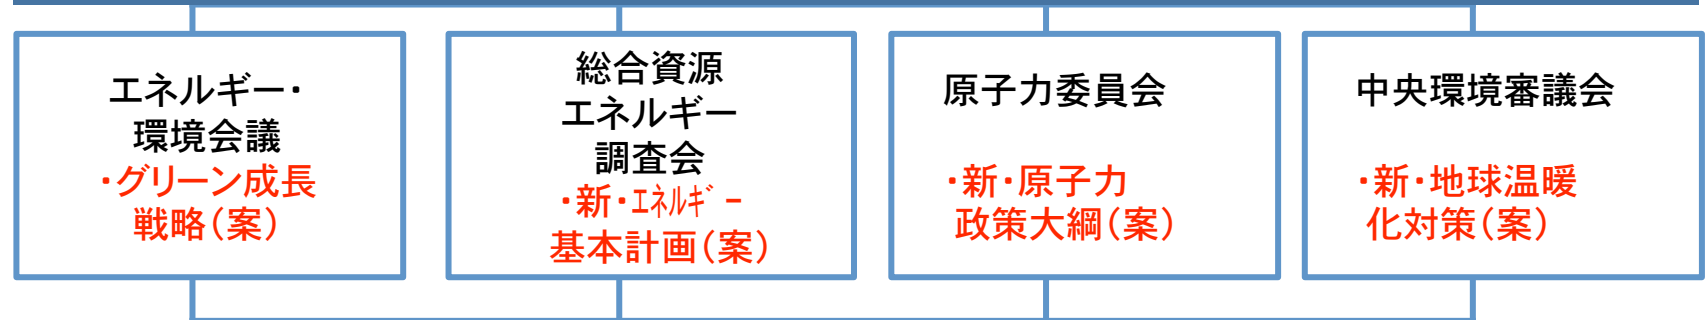 エネルギー・
環境会議
・グリーン成長
戦略(案)
総合資源
エネルギー
調査会
・新・ｴﾈﾙｷﾞｰ
基本計画(案)
原子力委員会
・新・原子力
政策大綱(案)
中央環境審議会
・新・地球温暖
化対策(案)